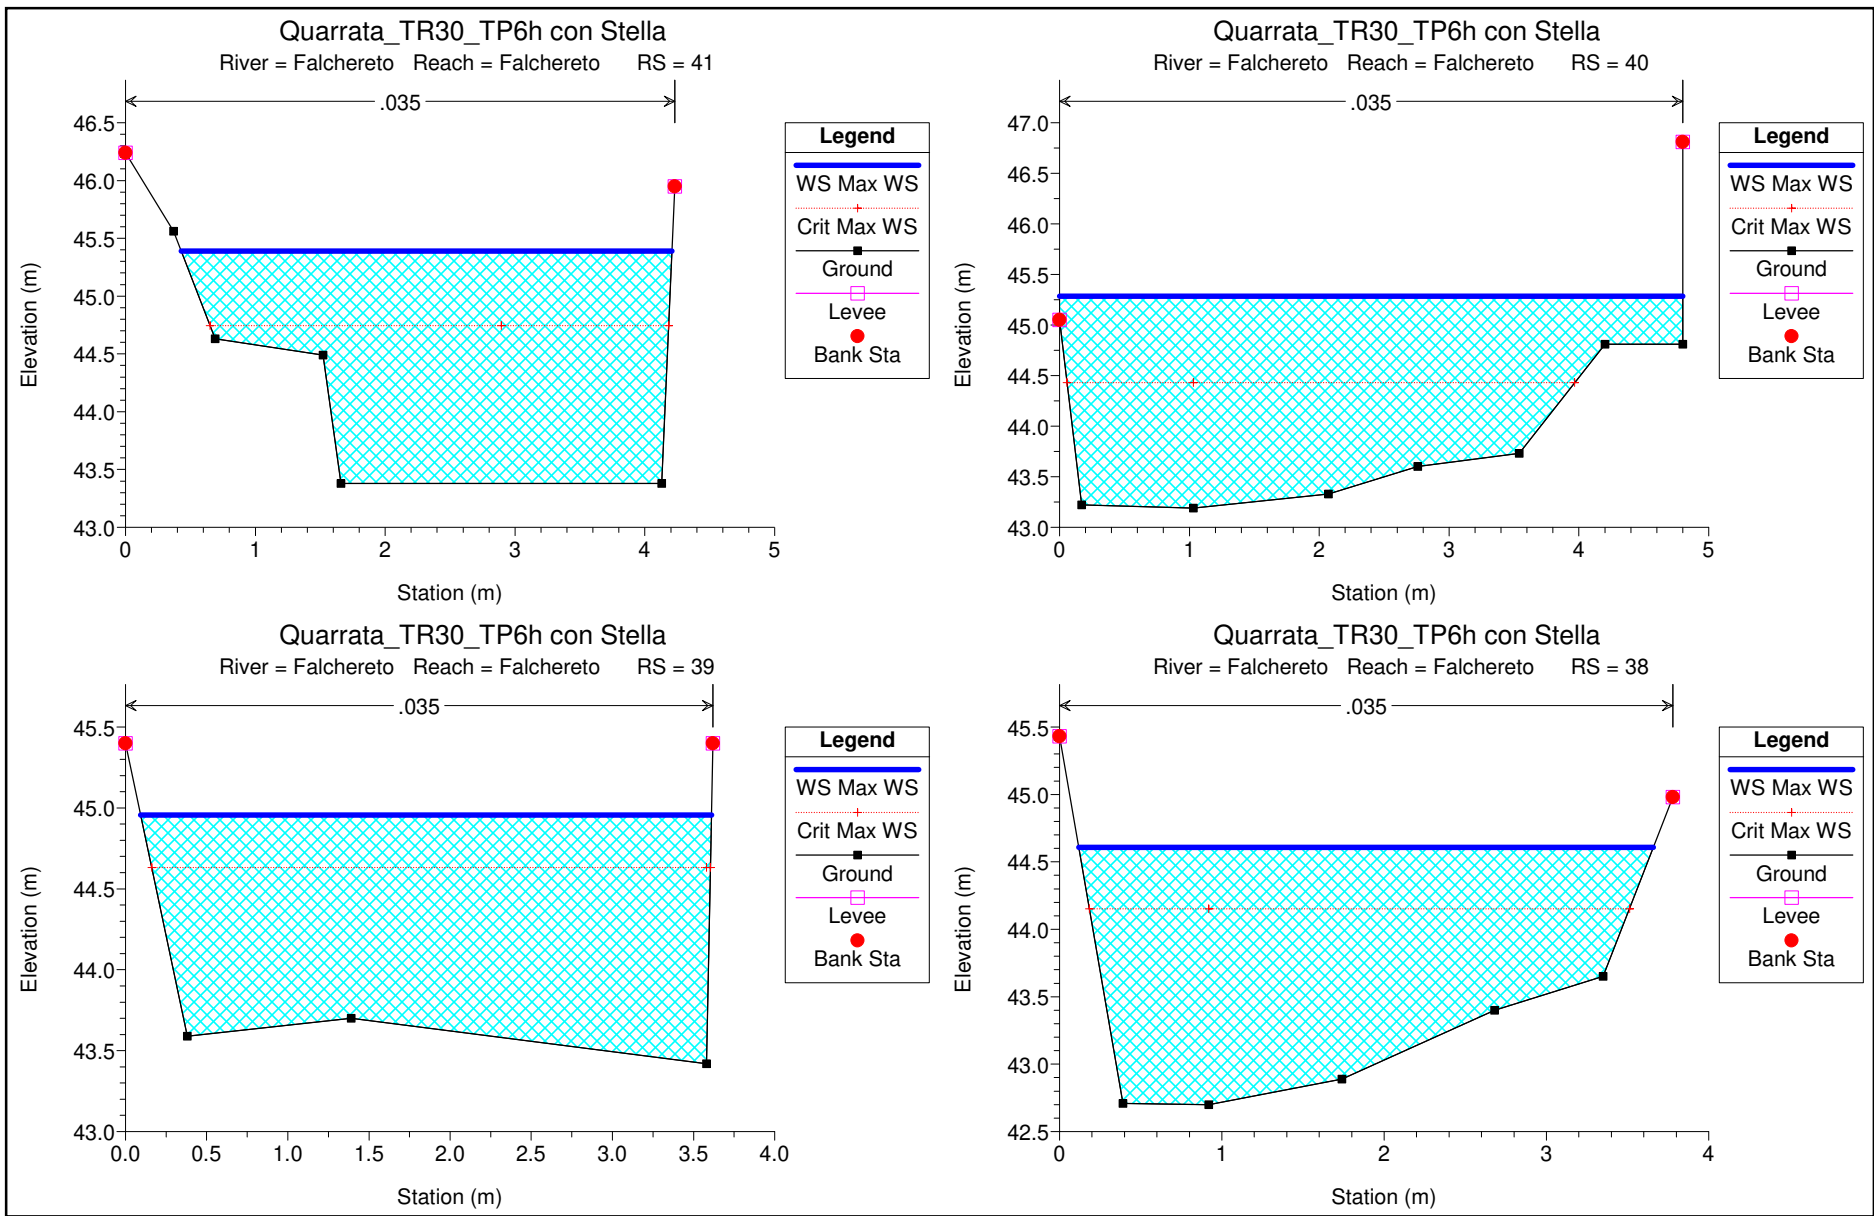 Quarrata_TR30_TP6h con Stella
River = Falchereto Reach = Falchereto RS = 41
.035
46.5
46.0
45.5
45.0
44.5
44.0
43.5
43.0
Elevation (m)
0 1 2 3 4 5
Station (m)
Legend
WS Max WS
Crit Max WS
Ground
Levee
Bank Sta
Quarrata_TR30_TP6h con Stella
River = Falchereto Reach = Falchereto RS = 40
.035
47.0
46.5
46.0
45.5
45.0
44.5
44.0
43.5
43.0
Elevation (m)
0 1 2 3 4 5
Station (m)
Legend
WS Max WS
Crit Max WS
Ground
Levee
Bank Sta
Quarrata_TR30_TP6h con Stella
River = Falchereto Reach = Falchereto RS = 39
.035
45.5
45.0
44.5
44.0
43.5
43.0
Elevation (m)
0.0 0.5 1.0 1.5 2.0 2.5 3.0 3.5 4.0
Station (m)
Legend
WS Max WS
Crit Max WS
Ground
Levee
Bank Sta
Quarrata_TR30_TP6h con Stella
River = Falchereto Reach = Falchereto RS = 38
.035
45.5
45.0
44.5
44.0
43.5
43.0
42.5
Elevation (m)
0 1 2 3 4
Station (m)
Legend
WS Max WS
Crit Max WS
Ground
Levee
Bank Sta